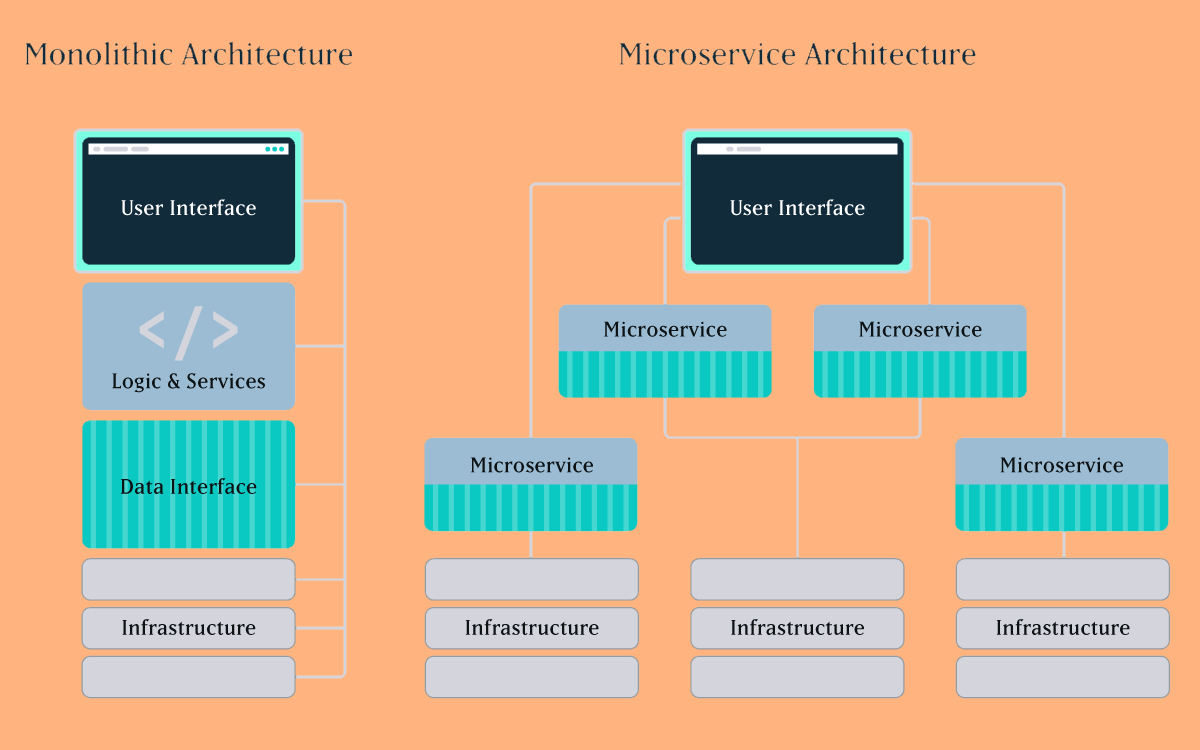 Monolithic Architecture
Microservice Architecture
User Interface
</>
Logic & Services
Data Interface
Infrastructure
User Interface
Microservice
Microservice
Microservice
Microservice
Infrastructure
Infrastructure
Infrastructure